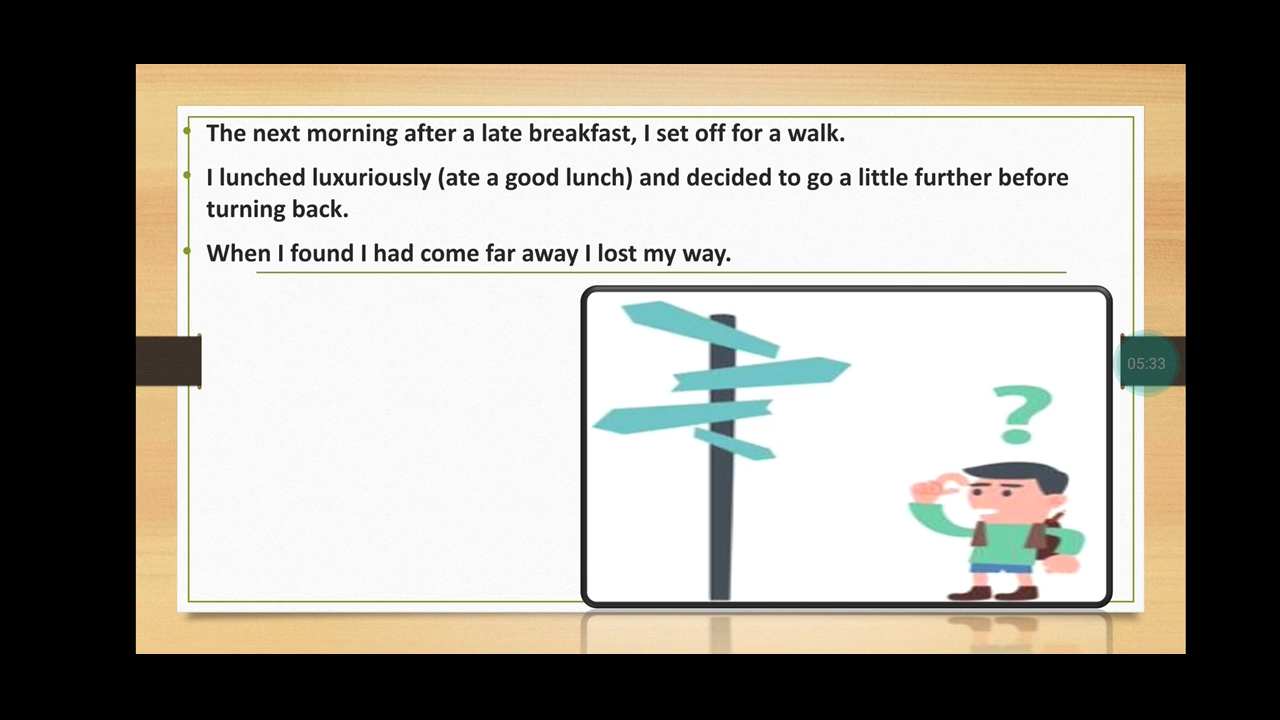 • The next morning after a late breakfast, I set off for a walk.
• I lunched luxuriously (ate a good lunch) and decided to go a little further before
turning back.
• When I found I had come far away I lost my way.
?
05:33